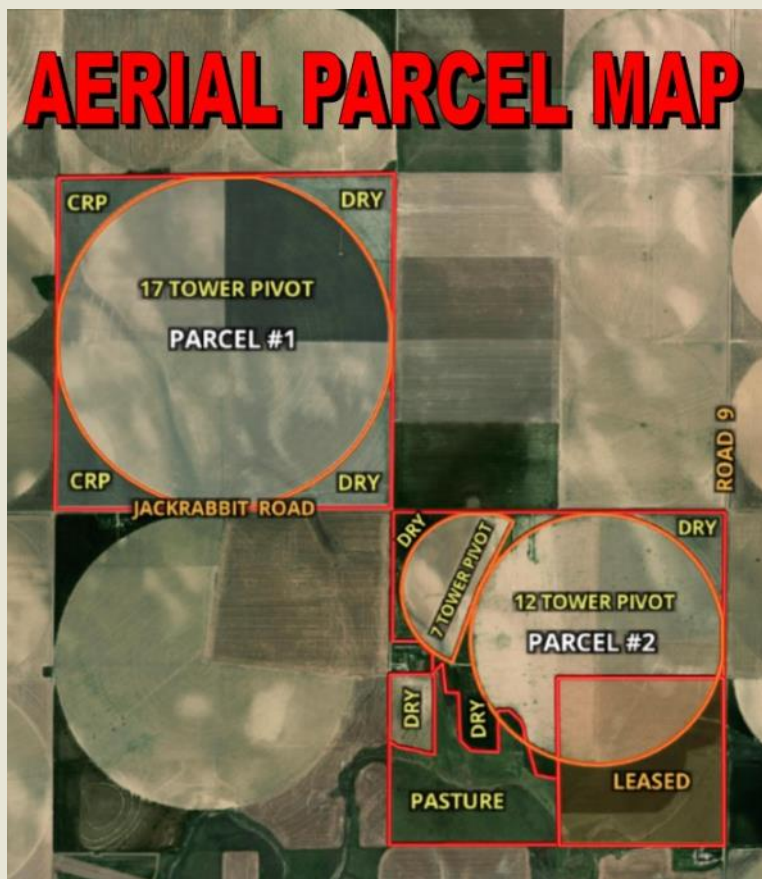 AERIAL PARCEL MAP
CRP
DRY
17 TOWER PIVOT
PARCEL #1
CRP
DRY
JACKRABBIT ROAD
ROAD 9
DRY
7 TOWER PIVOT
DRY
12 TOWER PIVOT
PARCEL #2
DRY
DRY
LEASED
PASTURE